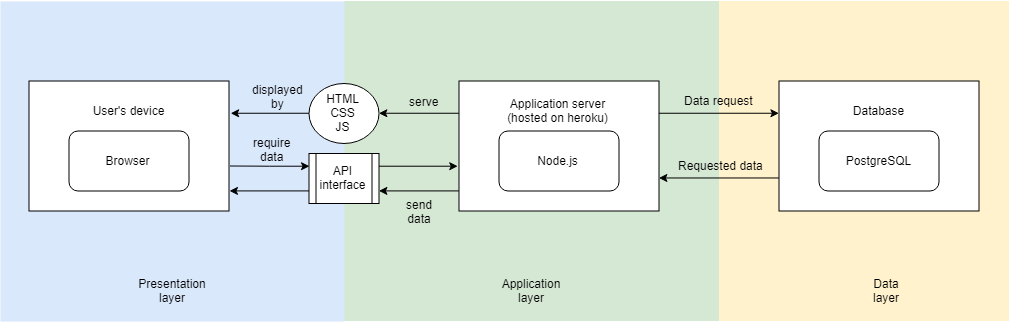 User's device
Browser
displayed
by
HTML
CSS
JS
require
data
API
interface
serve
send
data
Application server
(hosted on heroku)
Node.js
Data request
Requested data
Database
PostgreSQL
Presentation
layer
Application
layer
Data
layer